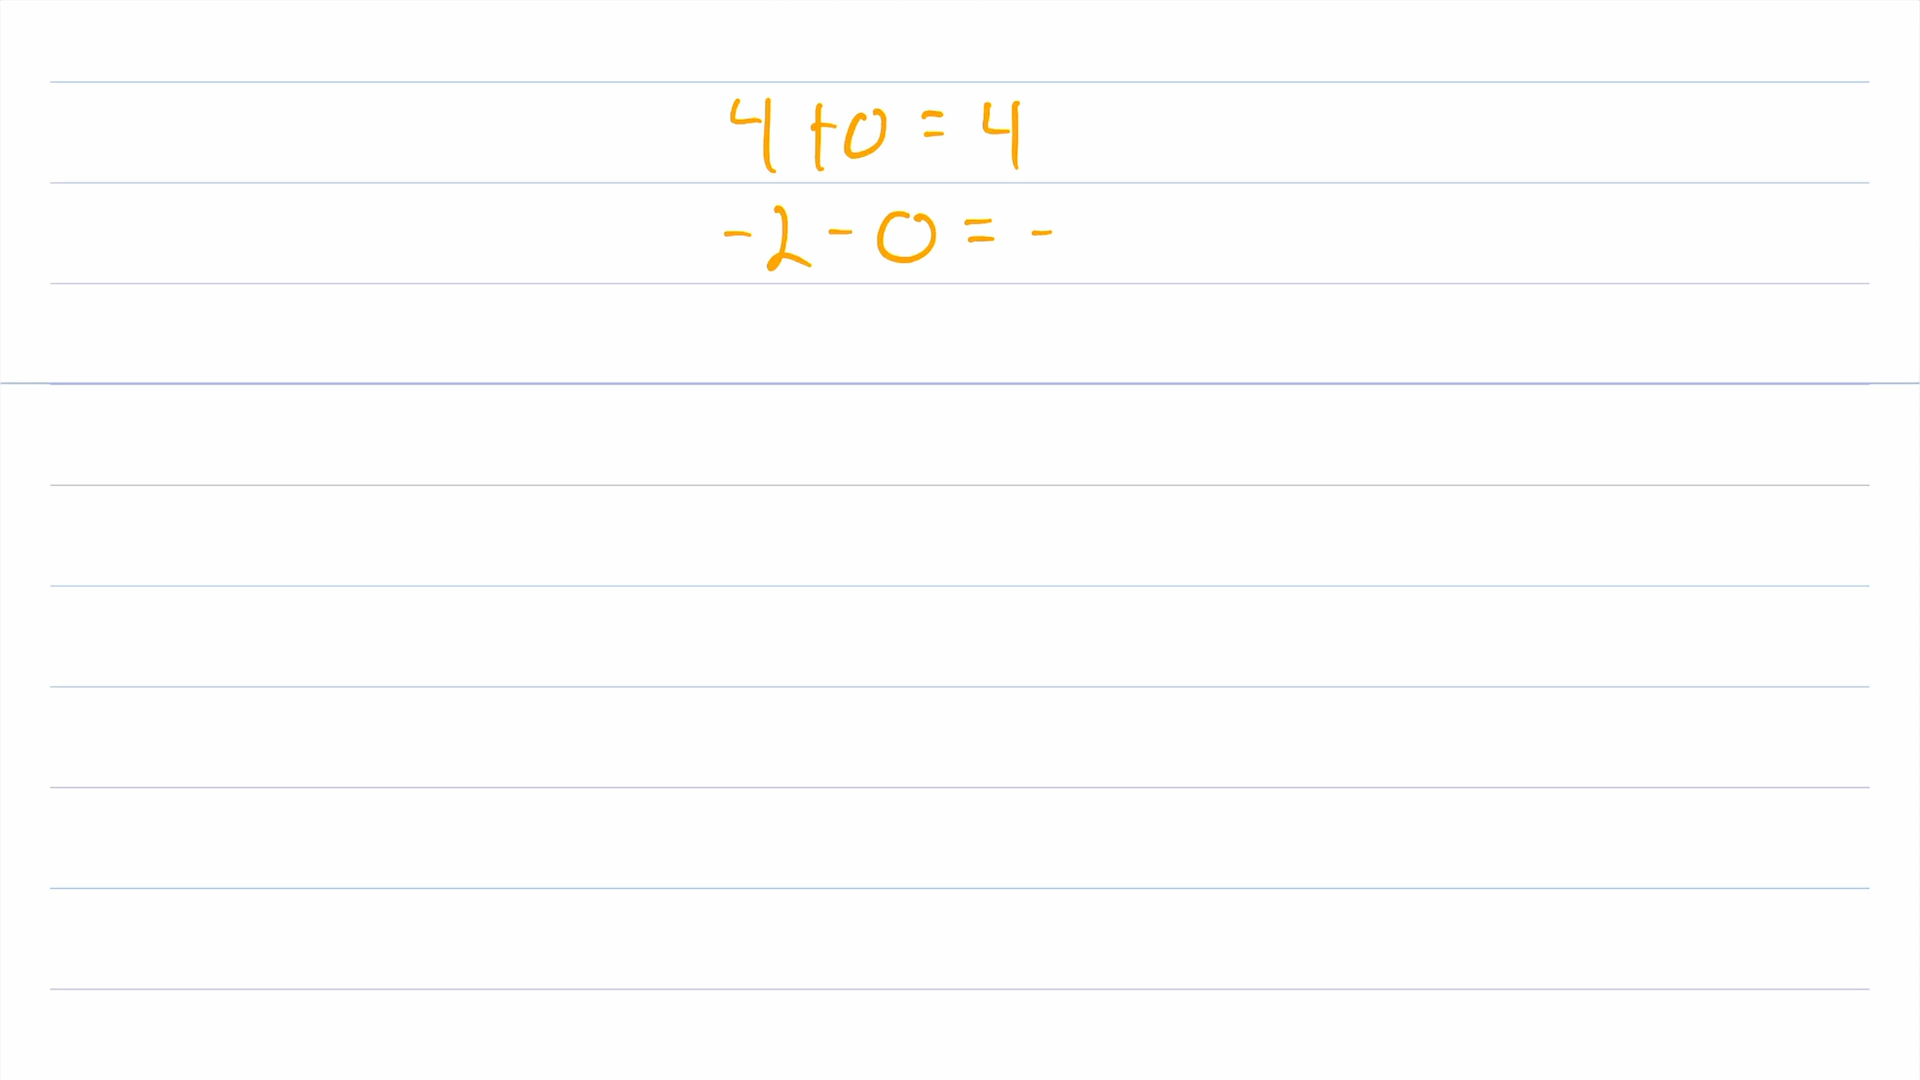 4 + 0 = 4
-2 - 0 = -